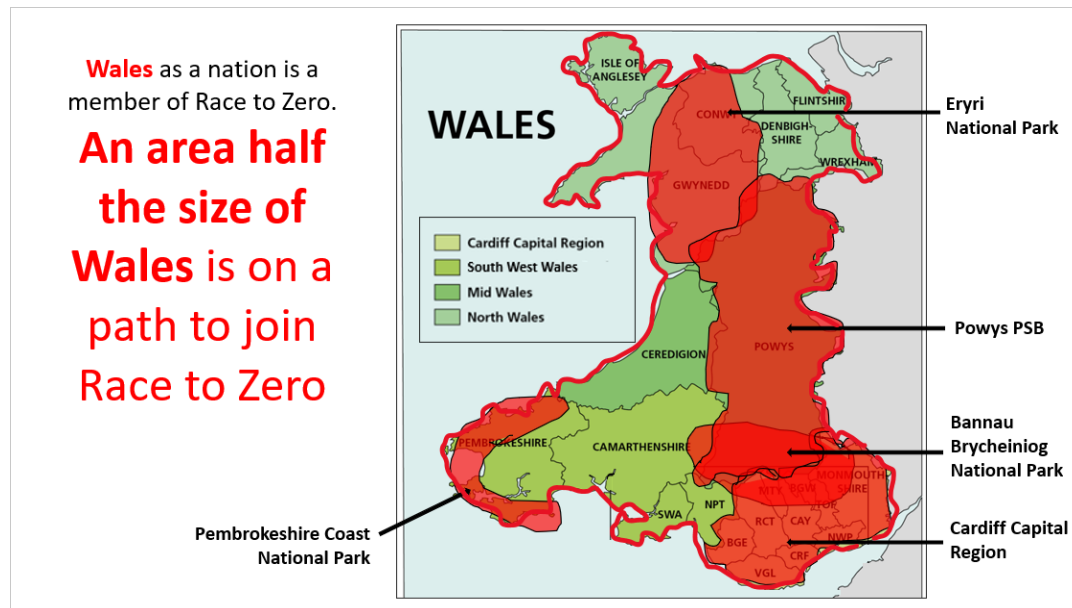 Wales as a nation is a
member of Race to Zero.
An area half
the size of
Wales is on a
path to join
Race to Zero
WALES
ISLE OF
ANGLESEY
CONWY
FLINTSHIR
DENBIGH-
SHIRE
WREXHAM
GWYNEDD
Cardiff Capital Region
South West Wales
Mid Wales
North Wales
CEREDIGION
POWYS
PEMBROKESHIRE
CAMARTHENSHIRE
MONMOUTH-
SHIRE
MTY
BGW
TOF
SWA
NPT
RCT
CAY
NWP
BGE
CRF
VGL
Eryri
National Park
Powys PSB
Bannau
Brycheiniog
National Park
Cardiff Capital
Region
Pembrokeshire Coast
National Park